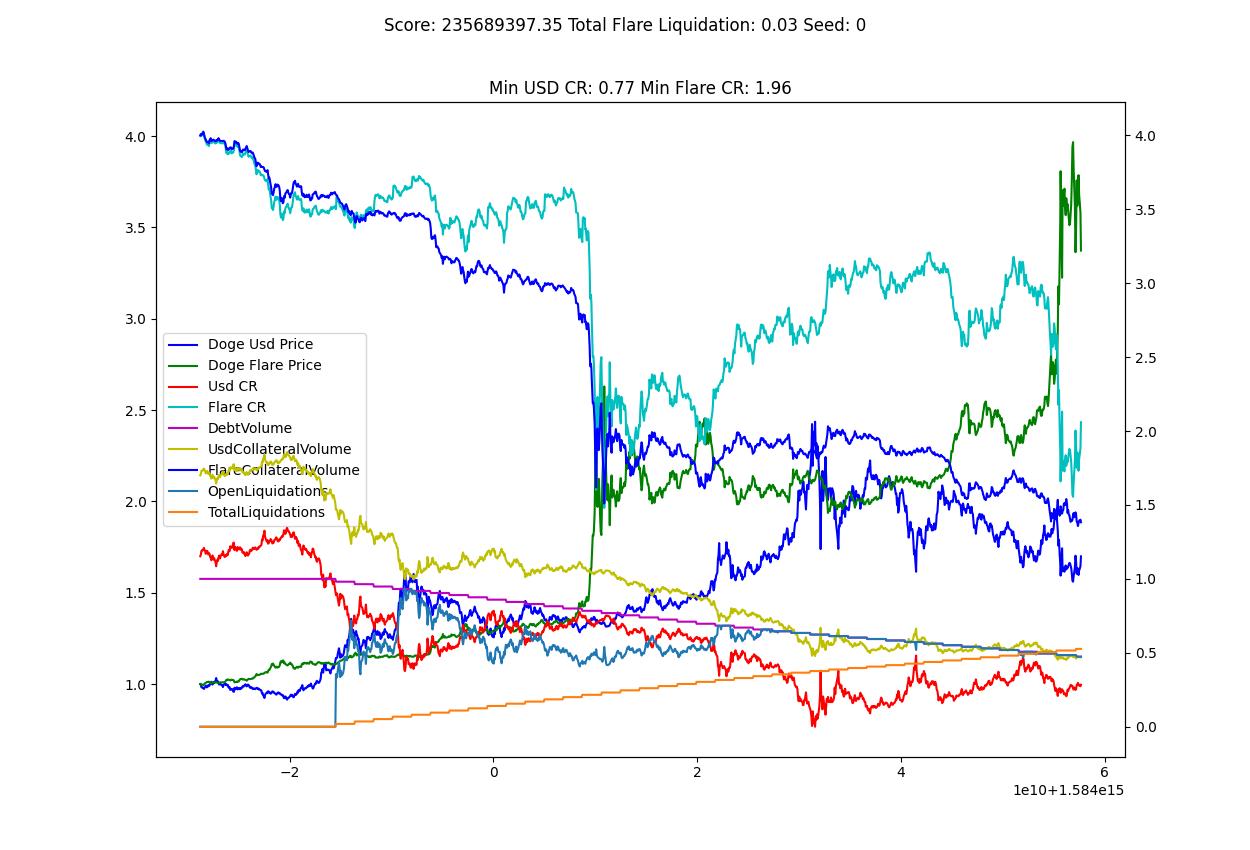 Score: 235689397.35 Total Flare Liquidation: 0.03 Seed: 0
Min USD CR: 0.77 Min Flare CR: 1.96
4.0
3.5
3.0
2.5
2.0
1.5
1.0
Doge Usd Price
Doge Flare Price
Usd CR
Flare CR
DebtVolume
UsdCollateralVolume
FlareCollateralVolume
OpenLiquidations
TotalLiquidations
4.0
3.5
3.0
2.5
2.0
1.5
1.0
0.5
0.0
−2
0
2
4
6
1e10+1.584e15